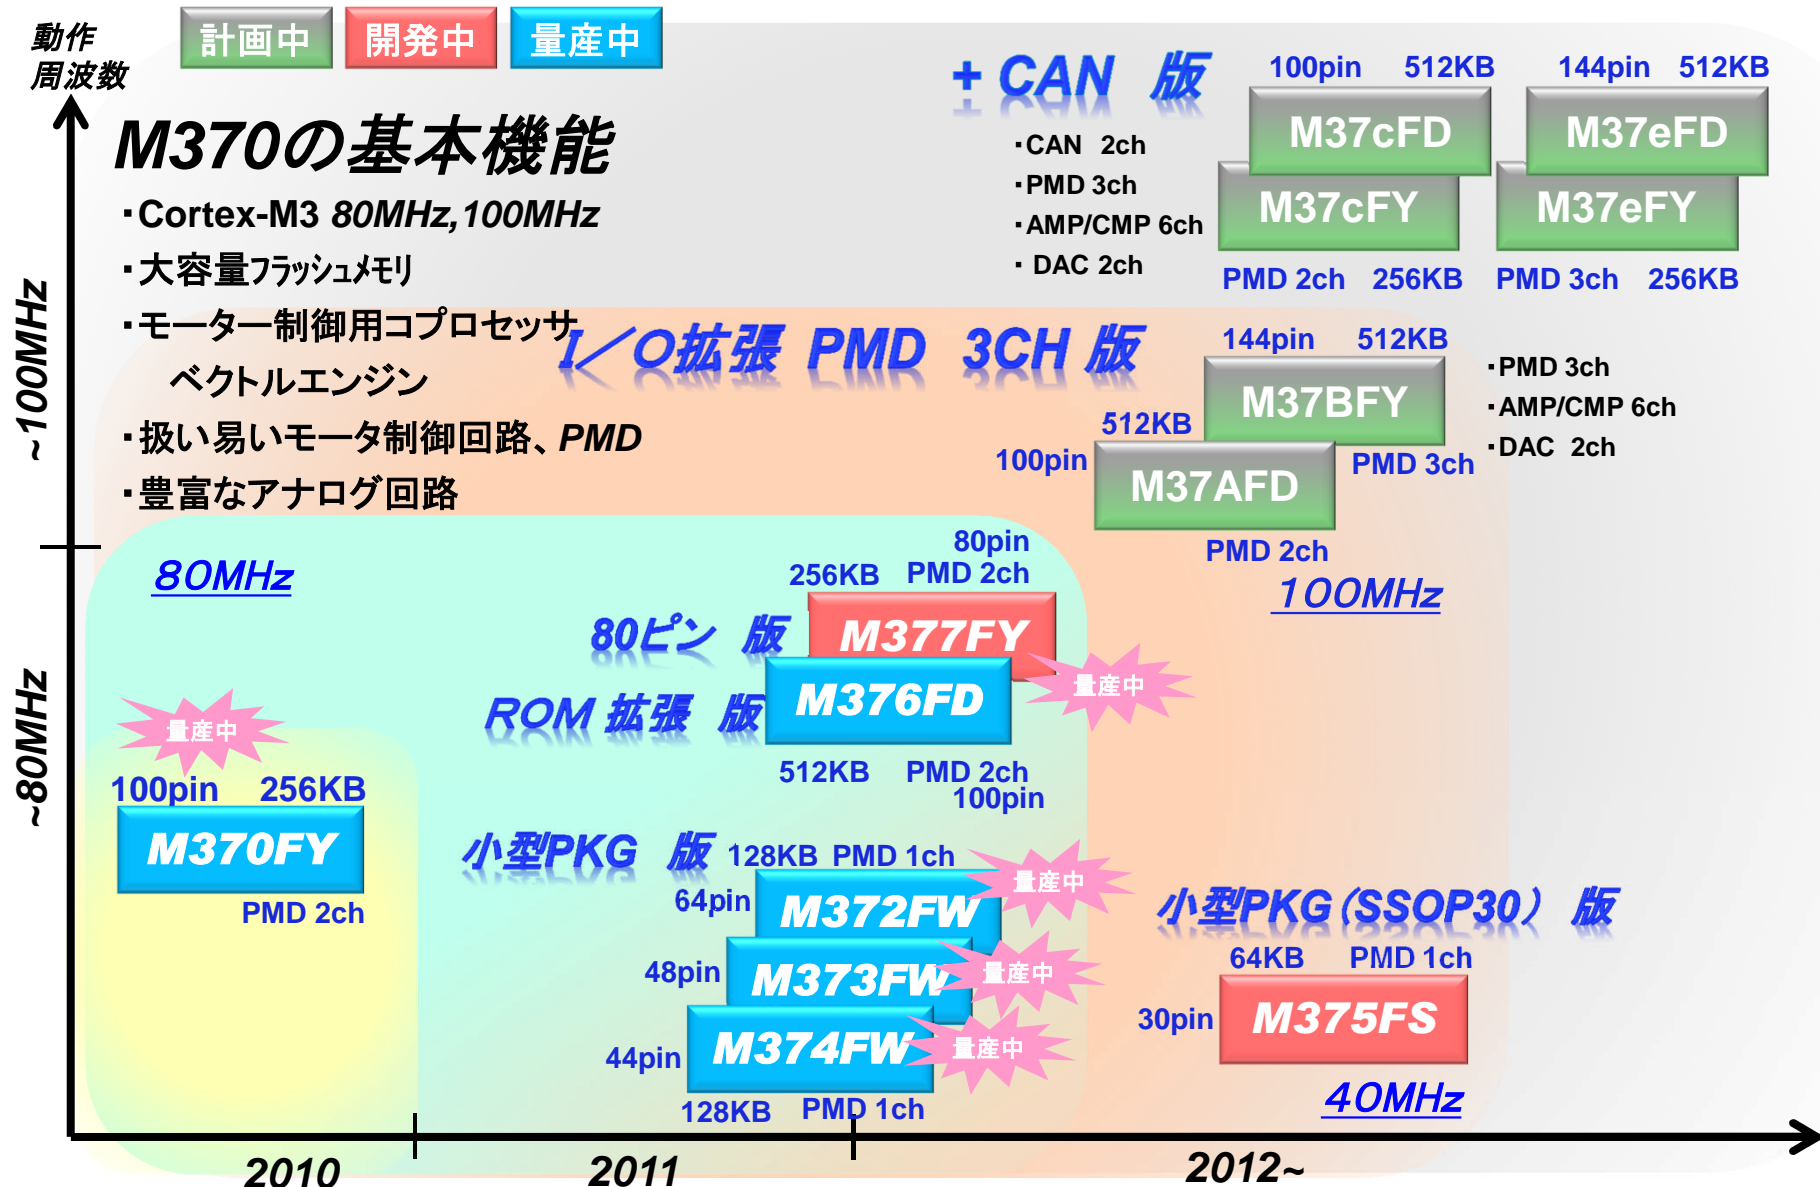 動作
周波数
計画中
開発中
量産中
M370の基本機能
・Cortex-M3 80MHz,100MHz
・大容量フラッシュメモリ
・モーター制御用コプロセッサ
ベクトルエンジン
・扱い易いモータ制御回路、PMD
・豊富なアナログ回路
+ CAN 版
・CAN 2ch
・PMD 3ch
・AMP/CMP 6ch
・DAC 2ch
100pin 512KB
M37cFD
M37cFY
PMD 2ch 256KB
144pin 512KB
M37eFD
M37eFY
PMD 3ch 256KB
I/O拡張 PMD 3CH 版
144pin 512KB
M37BFY
PMD 3ch
・PMD 3ch
・AMP/CMP 6ch
・DAC 2ch
512KB
100pin
M37AFD
PMD 2ch
100MHz
~100MHz
80MHz
80pin
256KB PMD 2ch
80ピン 版
M377FY
ROM 拡張 版
M376FD
量産中
512KB PMD 2ch
100pin
~80MHz
量産中
100pin 256KB
M370FY
PMD 2ch
小型PKG 版
128KB PMD 1ch
64pin
M372FW
量産中
48pin
M373FW
量産中
44pin
M374FW
量産中
128KB PMD 1ch
小型PKG(SSOP30) 版
64KB PMD 1ch
30pin
M375FS
40MHz
2010
2011
2012~